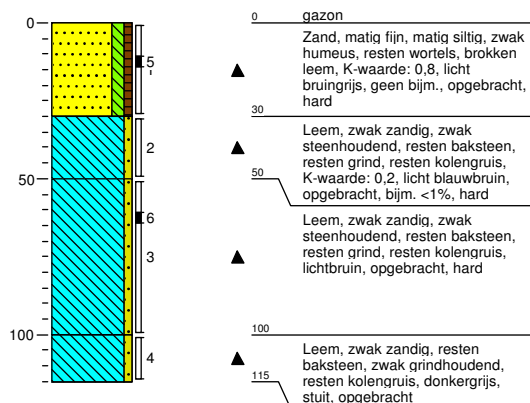 0
50
100
5
2
6
3
4
0
gazon
Zand, matig fijn, matig siltig, zwak
humeus, resten wortels, brokken
leem, K-waarde: 0,8, licht
bruingrijs, geen bijm., opgebracht,
hard
30
Leem, zwak zandig, zwak
steenhoudend, resten baksteen,
resten grind, resten kolengruis,
K-waarde: 0,2, licht blauwbruin,
opgebracht, bijm. <1%, hard
50
Leem, zwak zandig, zwak
steenhoudend, resten baksteen,
resten grind, resten kolengruis,
lichtbruin, opgebracht, hard
100
Leem, zwak zandig, resten
baksteen, zwak grindhoudend,
resten kolengruis, donkergrijs,
stuit, opgebracht
115